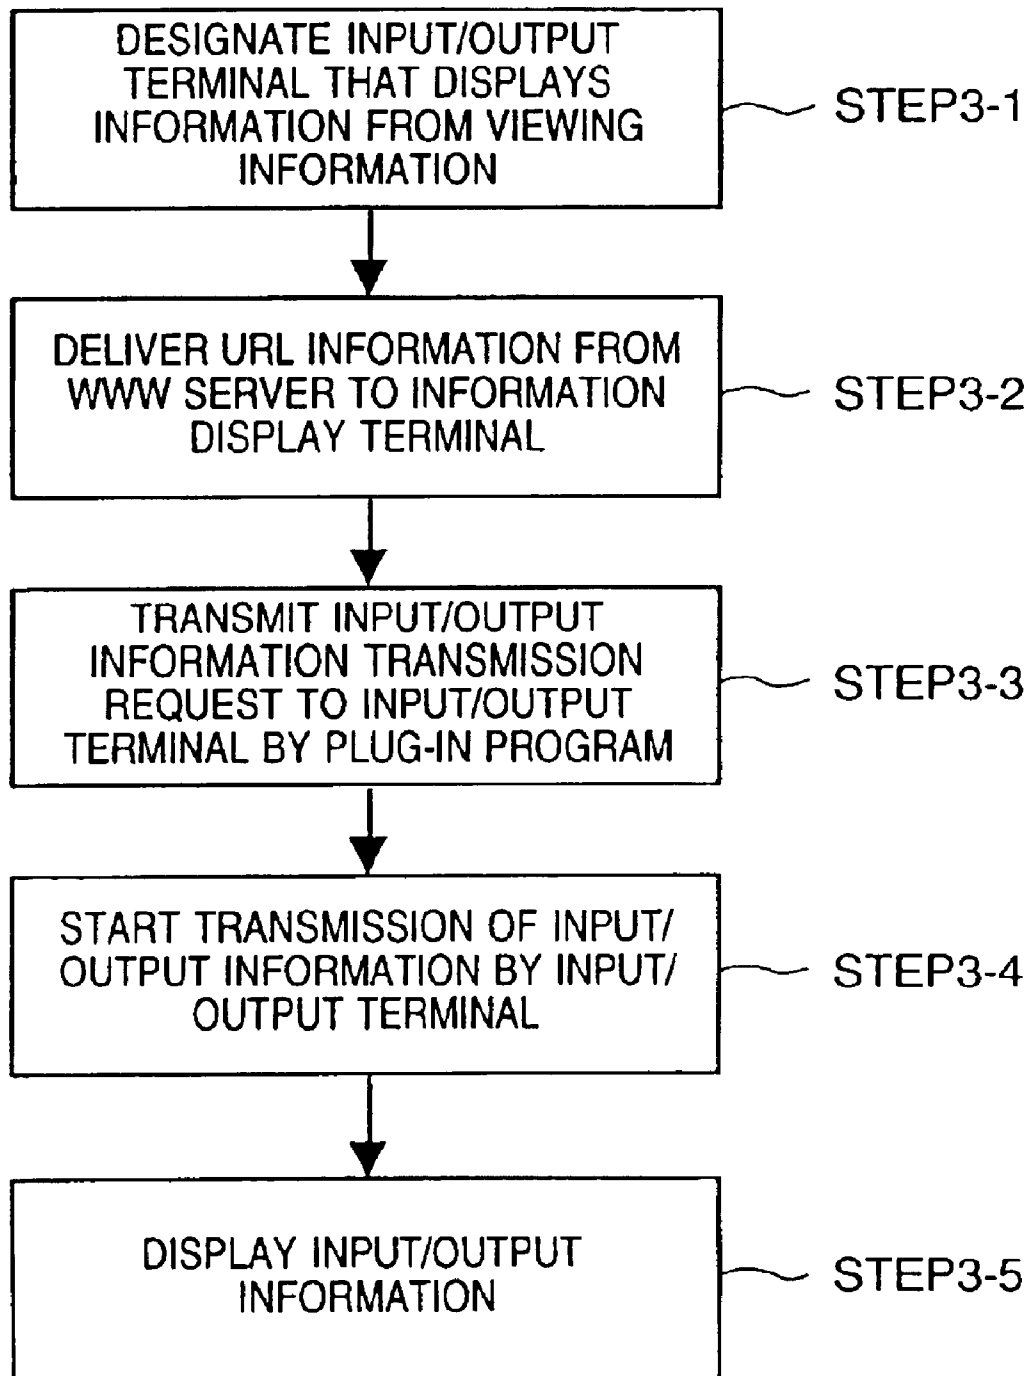 DESIGNATE INPUT/OUTPUT
TERMINAL THAT DISPLAYS
INFORMATION FROM VIEWING
INFORMATION
STEP3-1
DELIVER URL INFORMATION FROM
WWW SERVER TO INFORMATION
DISPLAY TERMINAL
STEP3-2
TRANSMIT INPUT/OUTPUT
INFORMATION TRANSMISSION
REQUEST TO INPUT/OUTPUT
TERMINAL BY PLUG-IN PROGRAM
STEP3-3
START TRANSMISSION OF INPUT/
OUTPUT INFORMATION BY INPUT/
OUTPUT TERMINAL
STEP3-4
DISPLAY INPUT/OUTPUT
INFORMATION
STEP3-5